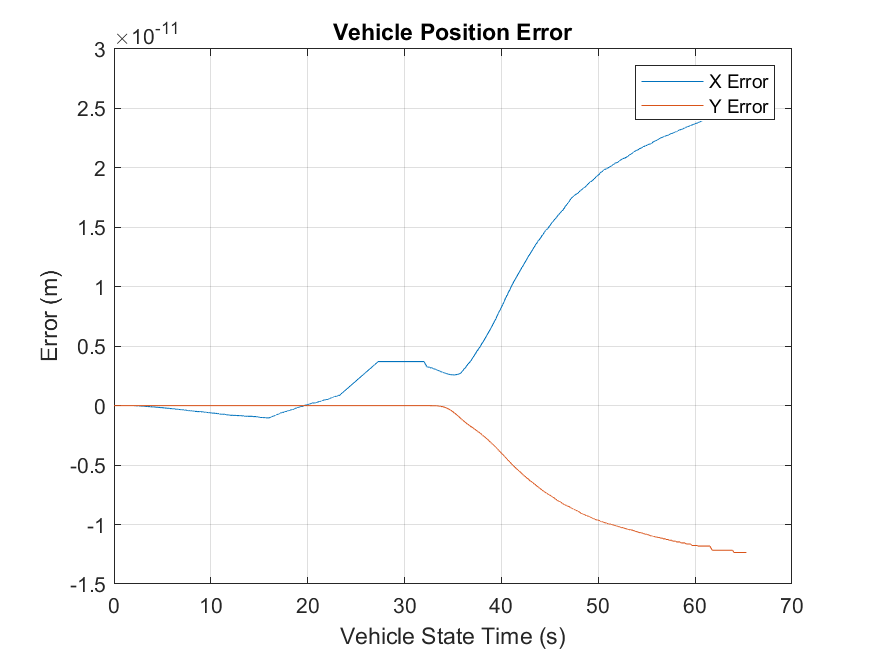 ×10-11
Vehicle Position Error
3
2.5
2
1.5
1
0.5
0
-0.5
-1
-1.5
Error (m)
X Error
Y Error
0 10 20 30 40 50 60 70
Vehicle State Time (s)